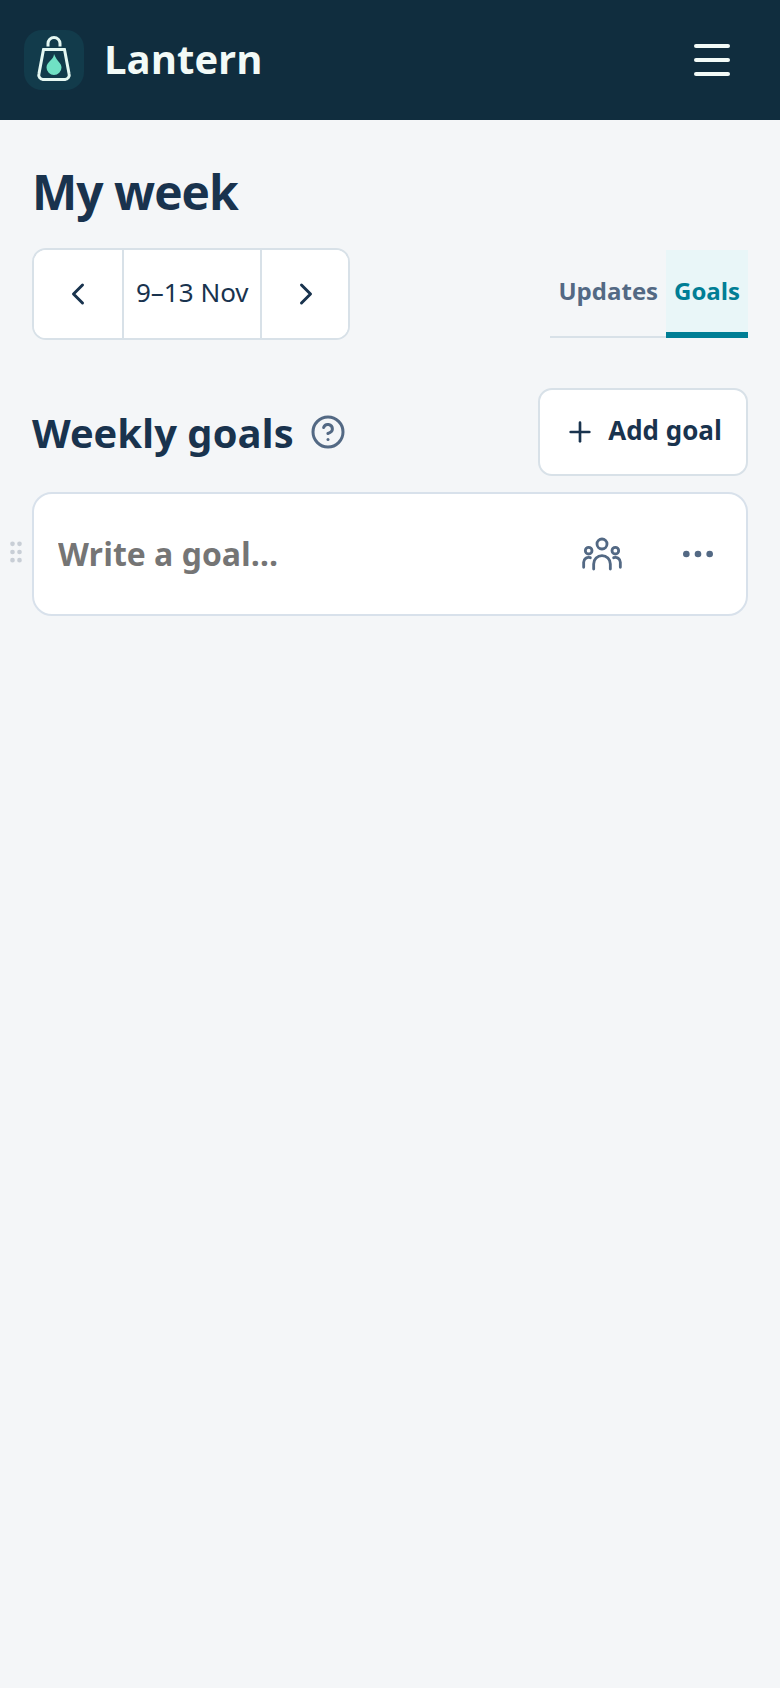 Lantern
My week
9–13 Nov
Updates Goals
Weekly goals
Add goal
Write a goal...